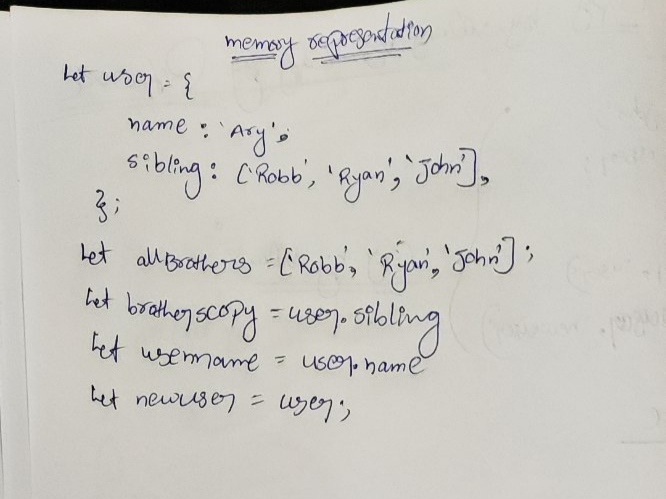 memory representation
Let user = {
name : 'Ary',
sibling : ['Robb', 'Ryan', 'John'],
};
Let allBrothers = ['Robb', 'Ryan', 'John'];
Let brotherscopy = user.sibling
Let username = user.name
Let newuser = user;